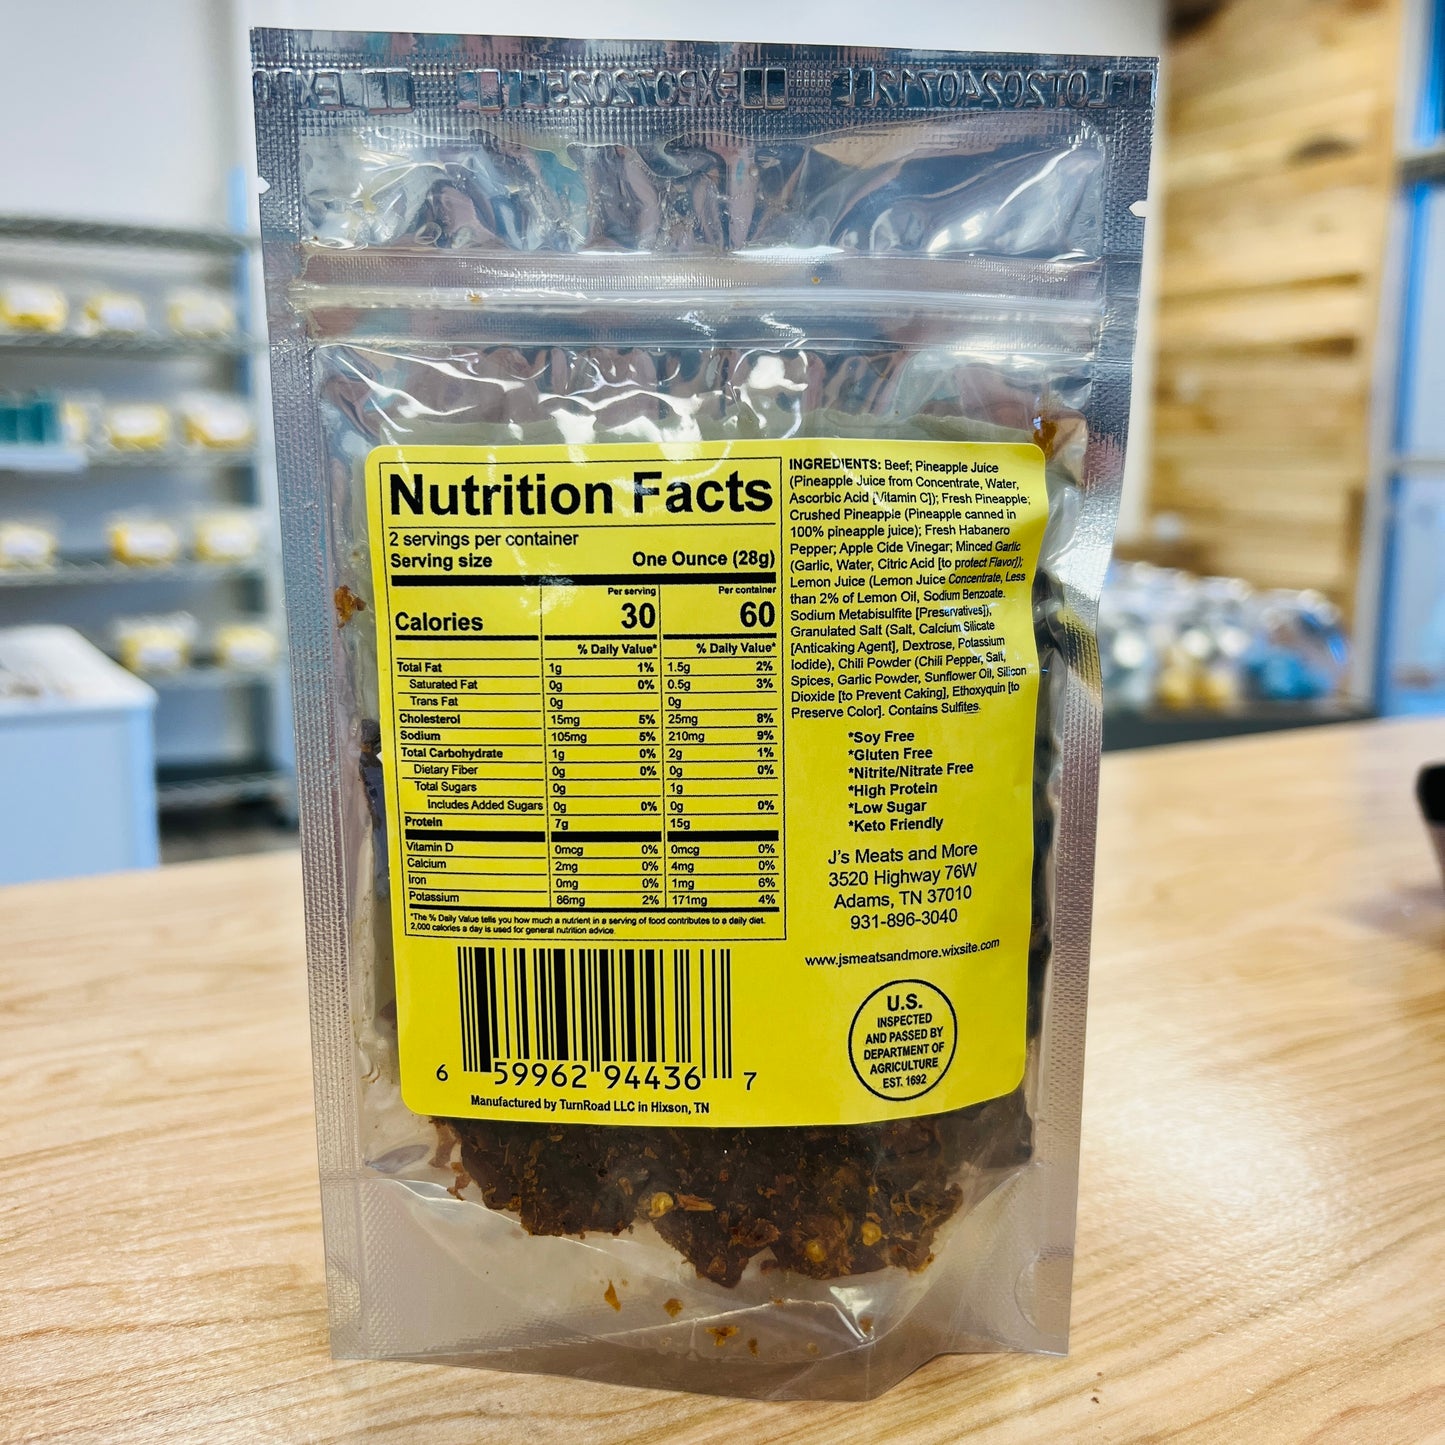 LOT20240712
EXP072025
Nutrition Facts
2 servings per container
Serving size One Ounce (28g)
Per serving Per container
Calories 30 60
% Daily Value* % Daily Value*
Total Fat 1g 1% 1.5g 2%
Saturated Fat 0g 0% 0.5g 3%
Trans Fat 0g 0g
Cholesterol 15mg 5% 25mg 8%
Sodium 105mg 5% 210mg 9%
Total Carbohydrate 1g 0% 2g 1%
Dietary Fiber 0g 0% 0g 0%
Total Sugars 0g 1g
Includes Added Sugars 0g 0% 0g 0%
Protein 7g 15g
Vitamin D 0mcg 0% 0mcg 0%
Calcium 2mg 0% 4mg 0%
Iron 0mg 0% 1mg 6%
Potassium 86mg 2% 171mg 4%
*The % Daily Value tells you how much a nutrient in a serving of food contributes to a daily diet.
2,000 calories a day is used for general nutrition advice.
6 59962 94436 7
Manufactured by TurnRoad LLC in Hixson, TN
INGREDIENTS: Beef; Pineapple Juice
(Pineapple Juice from Concentrate, Water,
Ascorbic Acid [Vitamin C]); Fresh Pineapple;
Crushed Pineapple (Pineapple canned in
100% pineapple juice); Fresh Habanero
Pepper; Apple Cide Vinegar; Minced Garlic
(Garlic, Water, Citric Acid [to protect Flavor]);
Lemon Juice (Lemon Juice Concentrate, Less
than 2% of Lemon Oil, Sodium Benzoate.
Sodium Metabisulfite [Preservatives]),
Granulated Salt (Salt, Calcium Silicate
[Anticaking Agent], Dextrose, Potassium
Iodide), Chili Powder (Chili Pepper, Salt,
Spices, Garlic Powder, Sunflower Oil, Silicon
Dioxide [to Prevent Caking], Ethoxyquin [to
Preserve Color]. Contains Sulfites.
*Soy Free
*Gluten Free
*Nitrite/Nitrate Free
*High Protein
*Low Sugar
*Keto Friendly
J's Meats and More
3520 Highway 76W
Adams, TN 37010
931-896-3040
www.jsmeatsandmore.wixsite.com
U.S.
INSPECTED
AND PASSED BY
DEPARTMENT OF
AGRICULTURE
EST. 1692